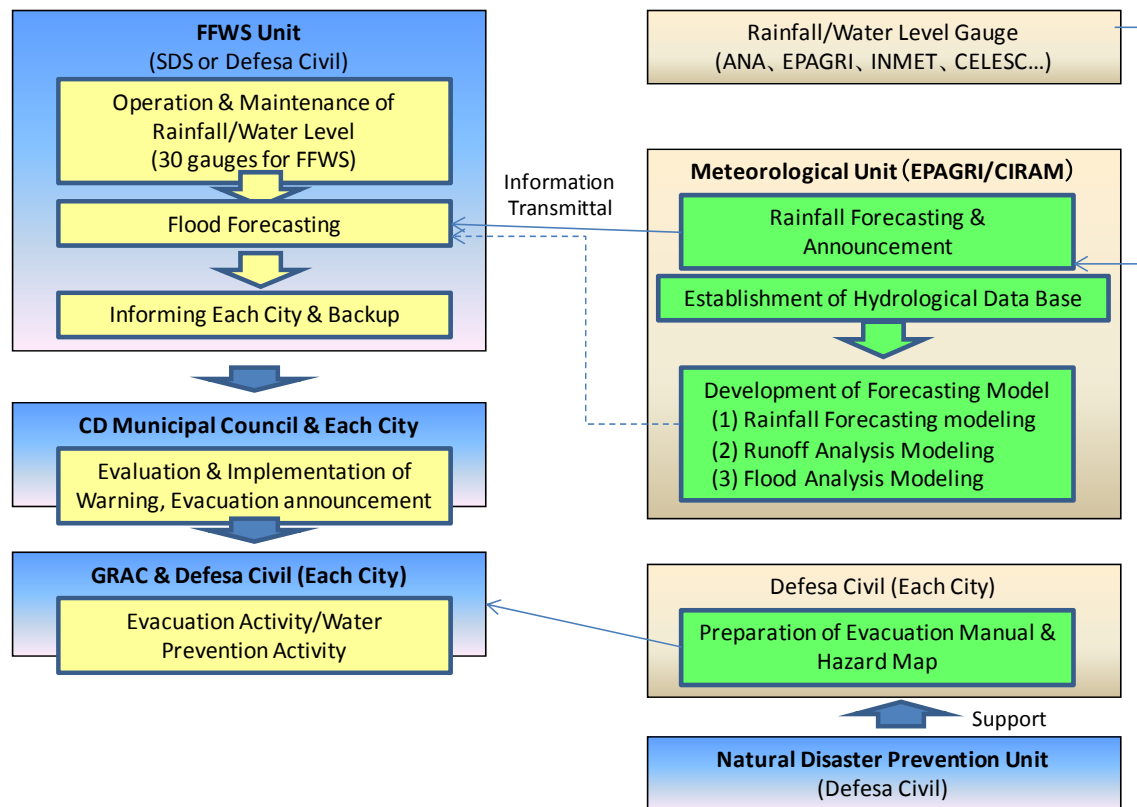 FFWS Unit
(SDS or Defesa Civil)
Operation & Maintenance of
Rainfall/Water Level
(30 gauges for FFWS)
Flood Forecasting
Informing Each City & Backup
CD Municipal Council & Each City
Evaluation & Implementation of
Warning, Evacuation announcement
GRAC & Defesa Civil (Each City)
Evacuation Activity/Water
Prevention Activity
Information
Transmittal
Rainfall/Water Level Gauge
(ANA、EPAGRI、INMET、CELESC…)
Meteorological Unit（EPAGRI/CIRAM）
Rainfall Forecasting &
Announcement
Establishment of Hydrological Data Base
Development of Forecasting Model
(1) Rainfall Forecasting modeling
(2) Runoff Analysis Modeling
(3) Flood Analysis Modeling
Defesa Civil (Each City)
Preparation of Evacuation Manual &
Hazard Map
Support
Natural Disaster Prevention Unit
(Defesa Civil)